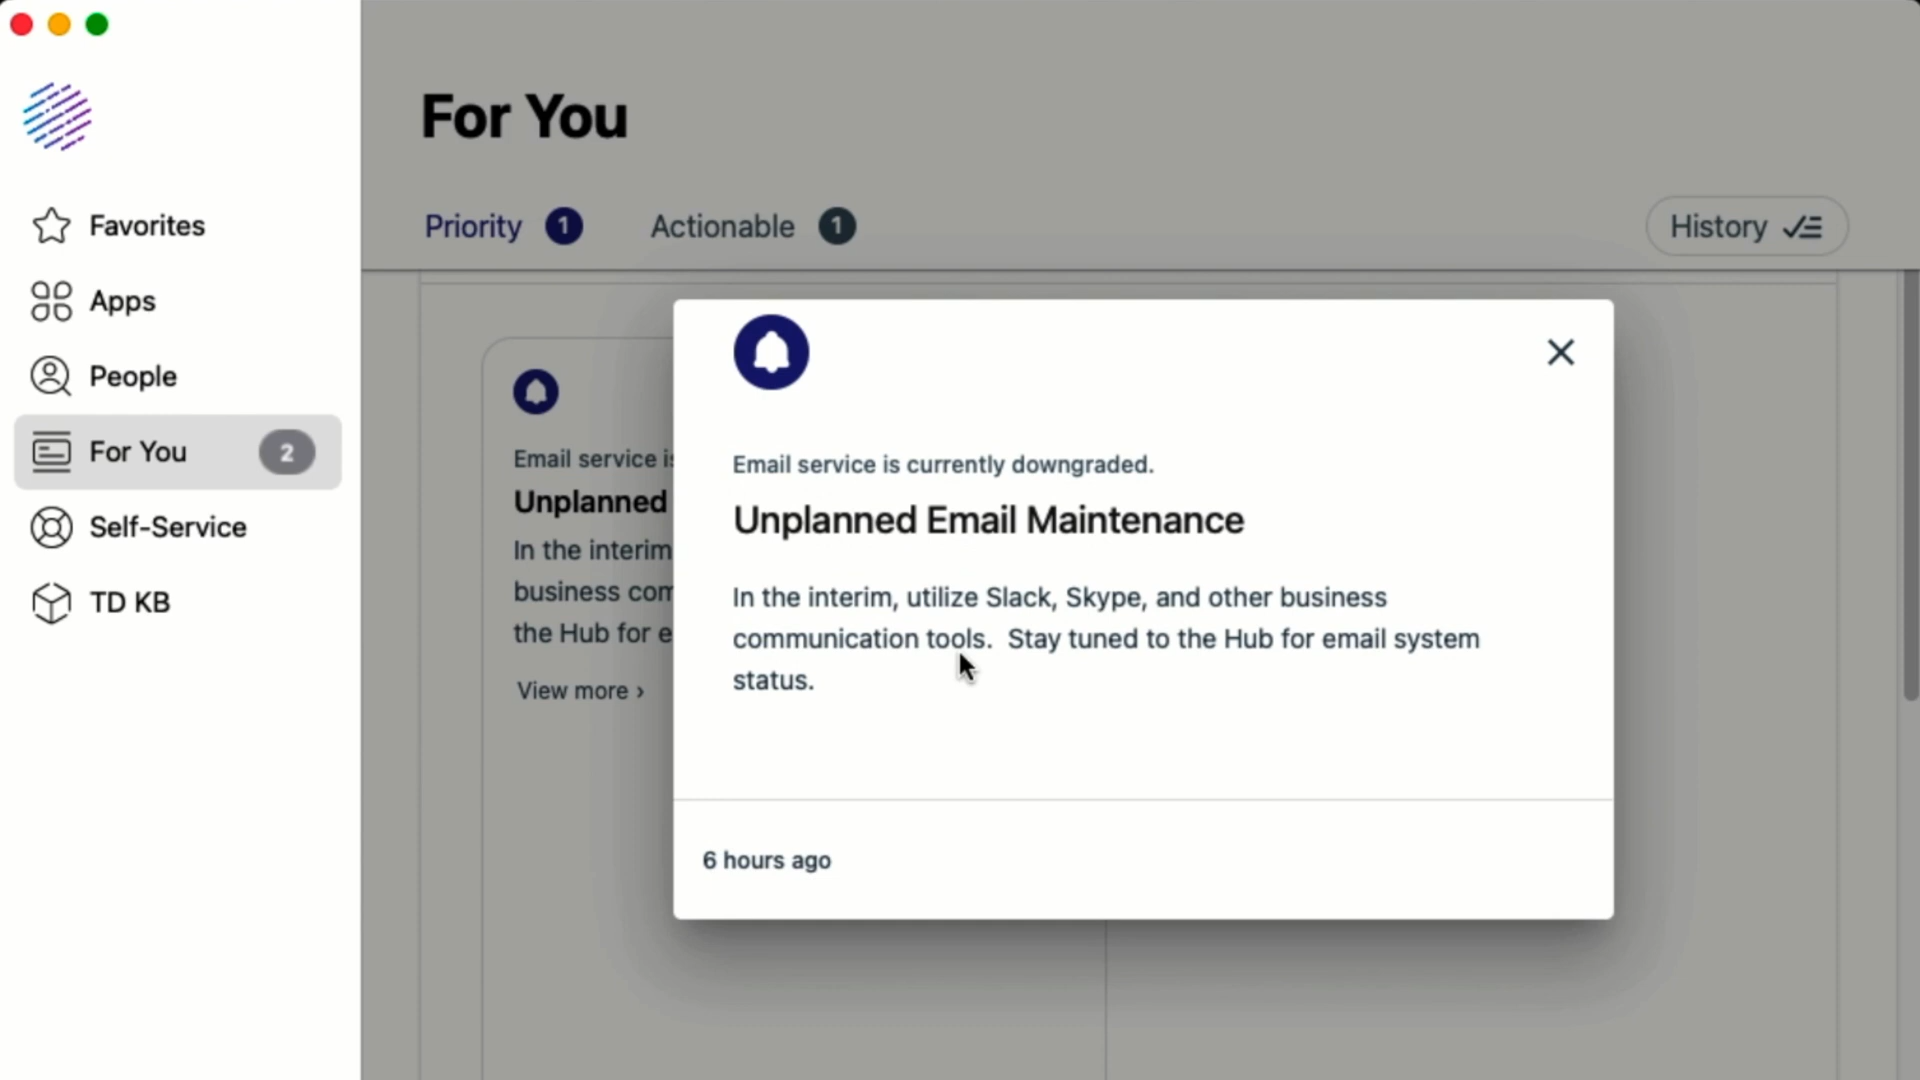 For You
Favorites
Apps
People
For You 2
Self-Service
TD KB
Priority 1
Actionable 1
History
Email service is
Unplanned
In the interim
business com
the Hub for e
View more ›
Email service is currently downgraded.
Unplanned Email Maintenance
In the interim, utilize Slack, Skype, and other business
communication tools.  Stay tuned to the Hub for email system
status.
6 hours ago